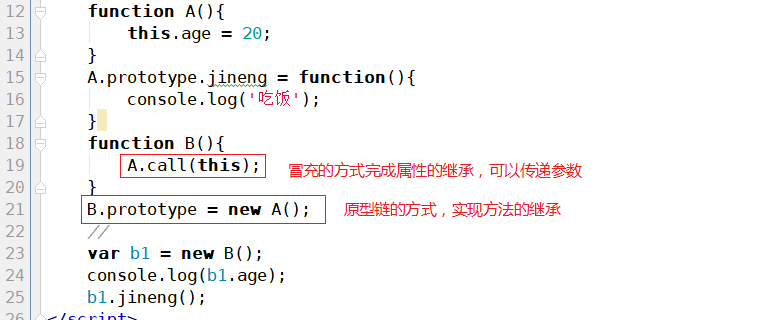 12 function A(){
13 this.age = 20;
14 }
15 A.prototype.jineng = function(){
16 console.log('吃饭');
17 }
18 function B(){
19 A.call(this); 冒充的方式完成属性的继承，可以传递参数
20 }
21 B.prototype = new A(); 原型链的方式，实现方法的继承
22 //
23 var b1 = new B();
24 console.log(b1.age);
25 b1.jineng();
26 </script>